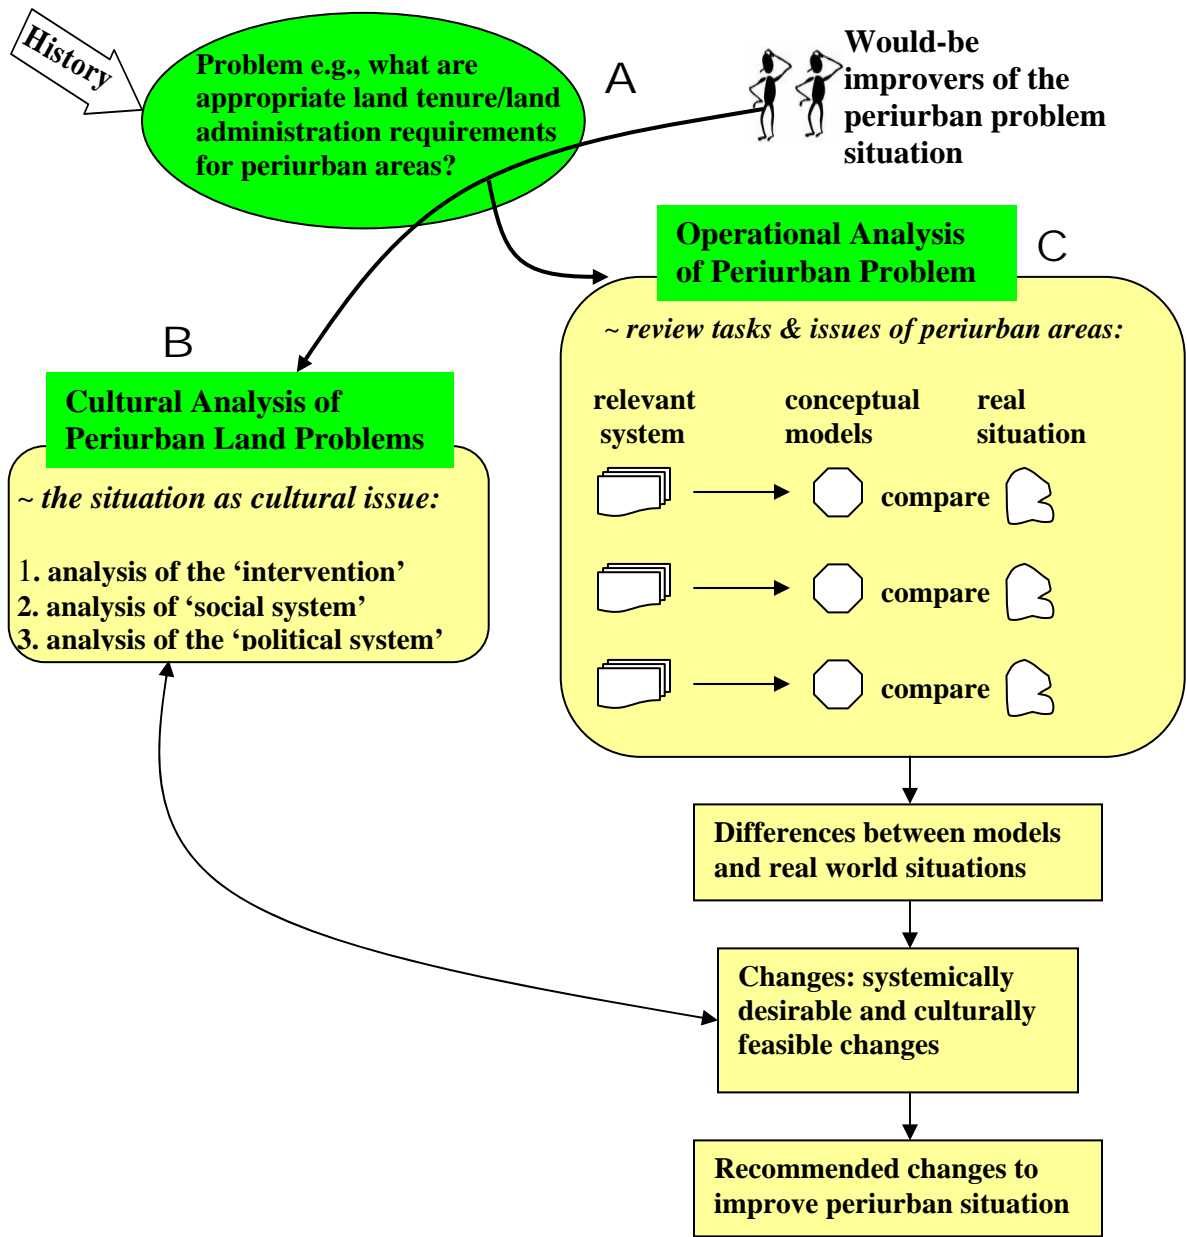 History
Problem e.g., what are
appropriate land tenure/land
administration requirements
for periurban areas?
A
Would-be
improvers of the
periurban problem
situation
Operational Analysis
of Periurban Problem
C
~ review tasks & issues of periurban areas:
relevant
system
conceptual
models
real
situation
compare
compare
compare
B
Cultural Analysis of
Periurban Land Problems
~ the situation as cultural issue:
1. analysis of the ‘intervention’
2. analysis of ‘social system’
3. analysis of the ‘political system’
Differences between models
and real world situations
Changes: systemically
desirable and culturally
feasible changes
Recommended changes to
improve periurban situation